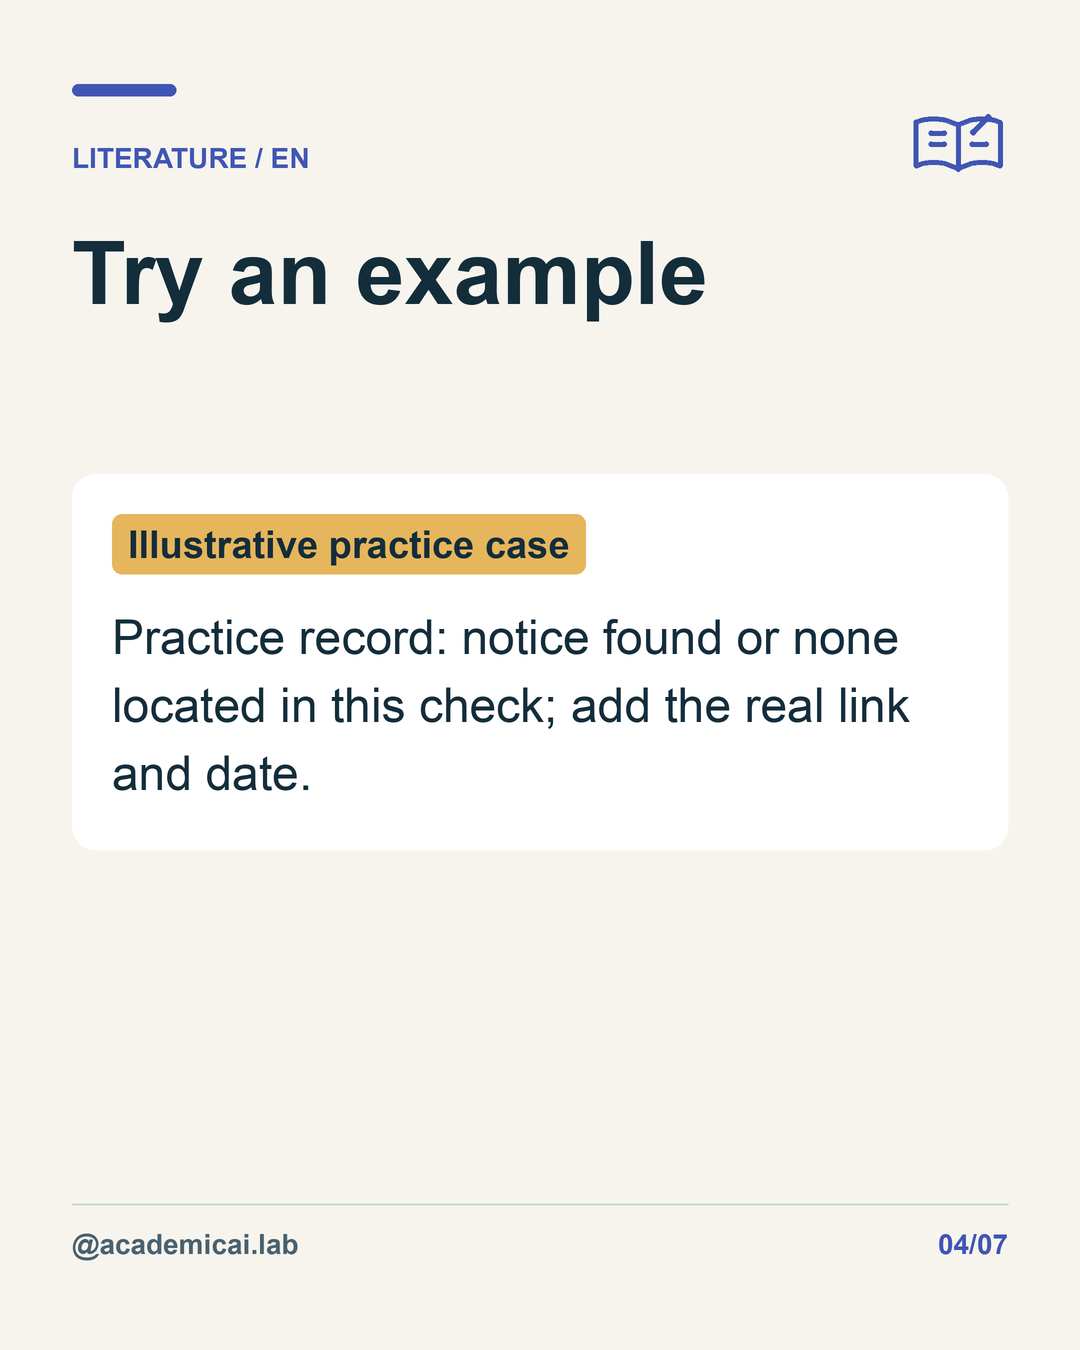 LITERATURE / EN
Try an example
Illustrative practice case
Practice record: notice found or none
located in this check; add the real link
and date.
@academicai.lab
04/07